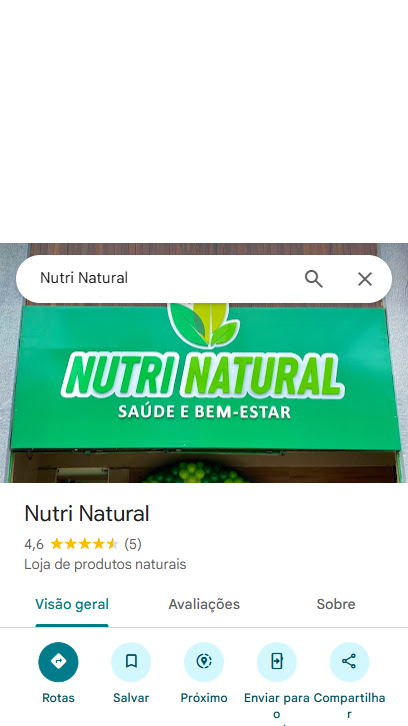 Nutri Natural
NUTRI NATURAL
SAÚDE E BEM-ESTAR
Nutri Natural
4,6 (5)
Loja de produtos naturais
Visão geral Avaliações Sobre
Rotas Salvar Próximo Enviar para o Compartilhar